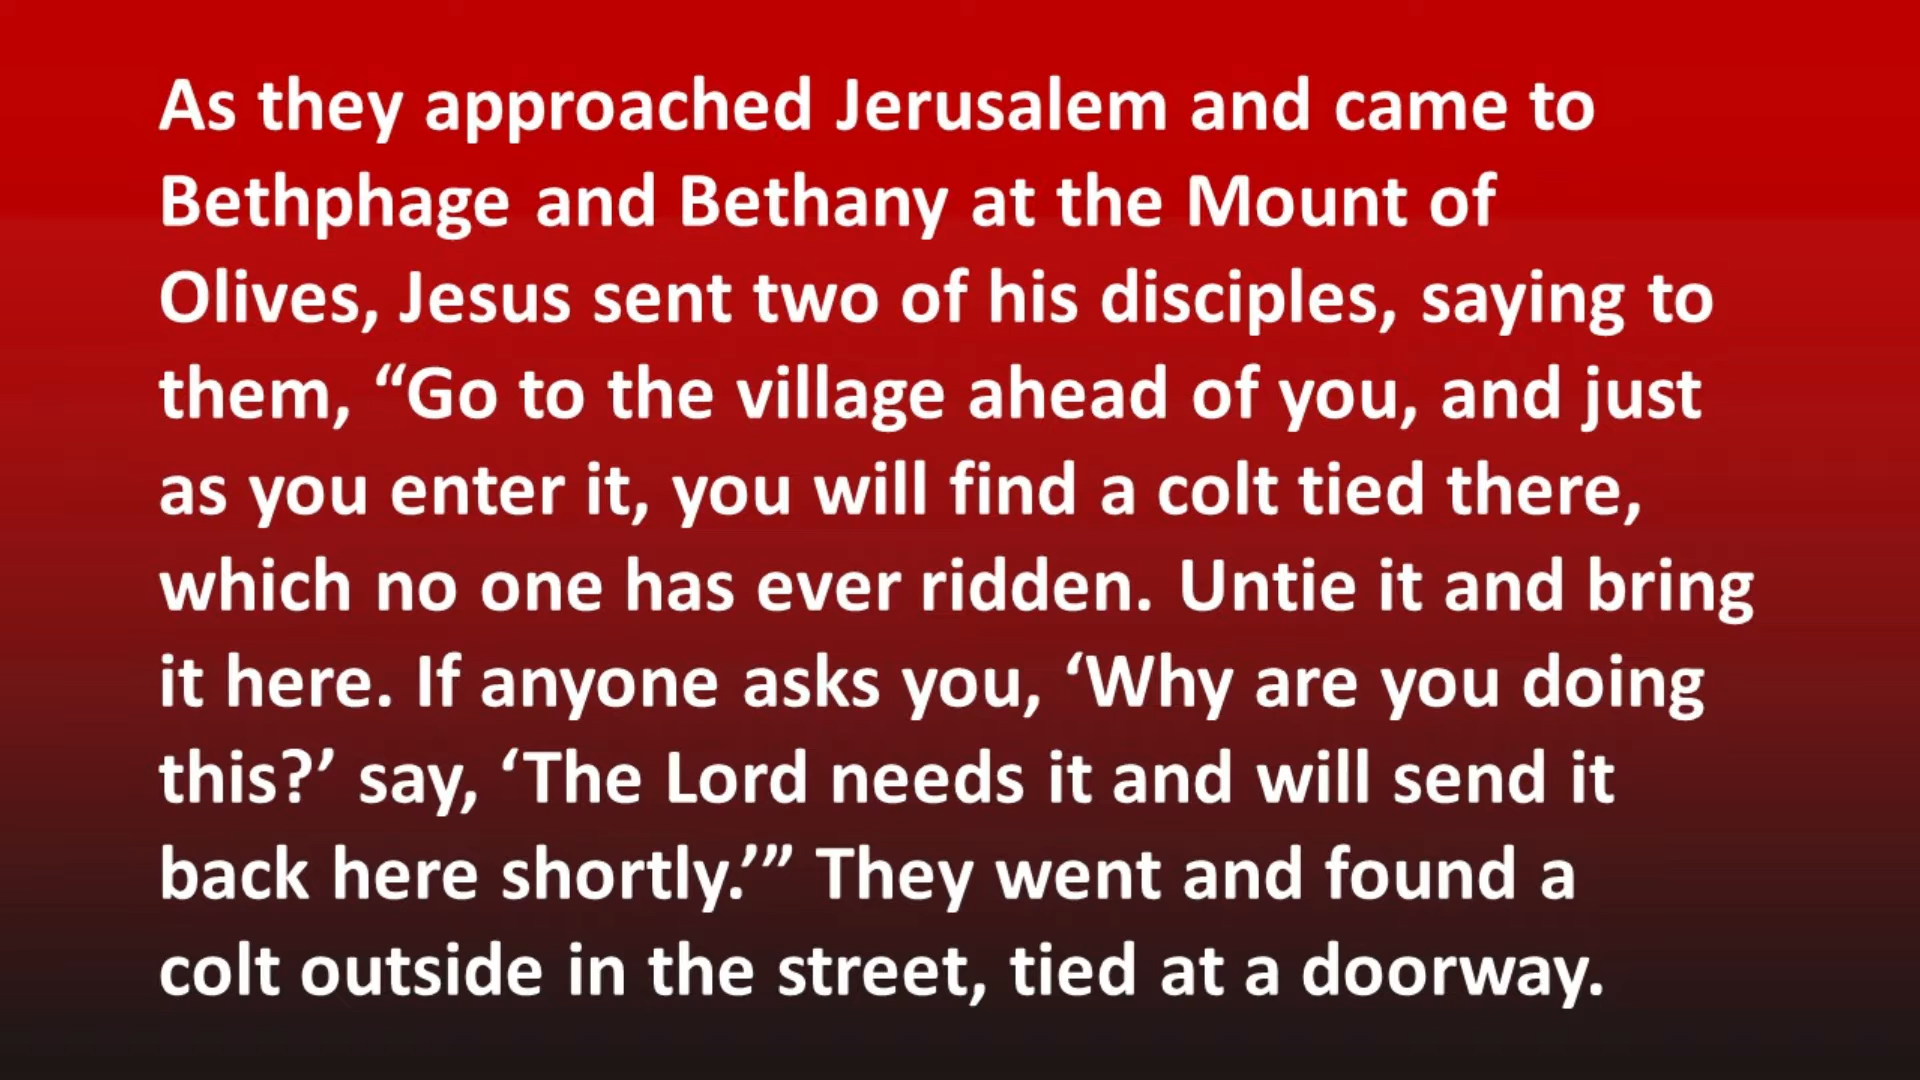 As they approached Jerusalem and came to
Bethphage and Bethany at the Mount of
Olives, Jesus sent two of his disciples, saying to
them, “Go to the village ahead of you, and just
as you enter it, you will find a colt tied there,
which no one has ever ridden. Untie it and bring
it here. If anyone asks you, ‘Why are you doing
this?’ say, ‘The Lord needs it and will send it
back here shortly.’” They went and found a
colt outside in the street, tied at a doorway.